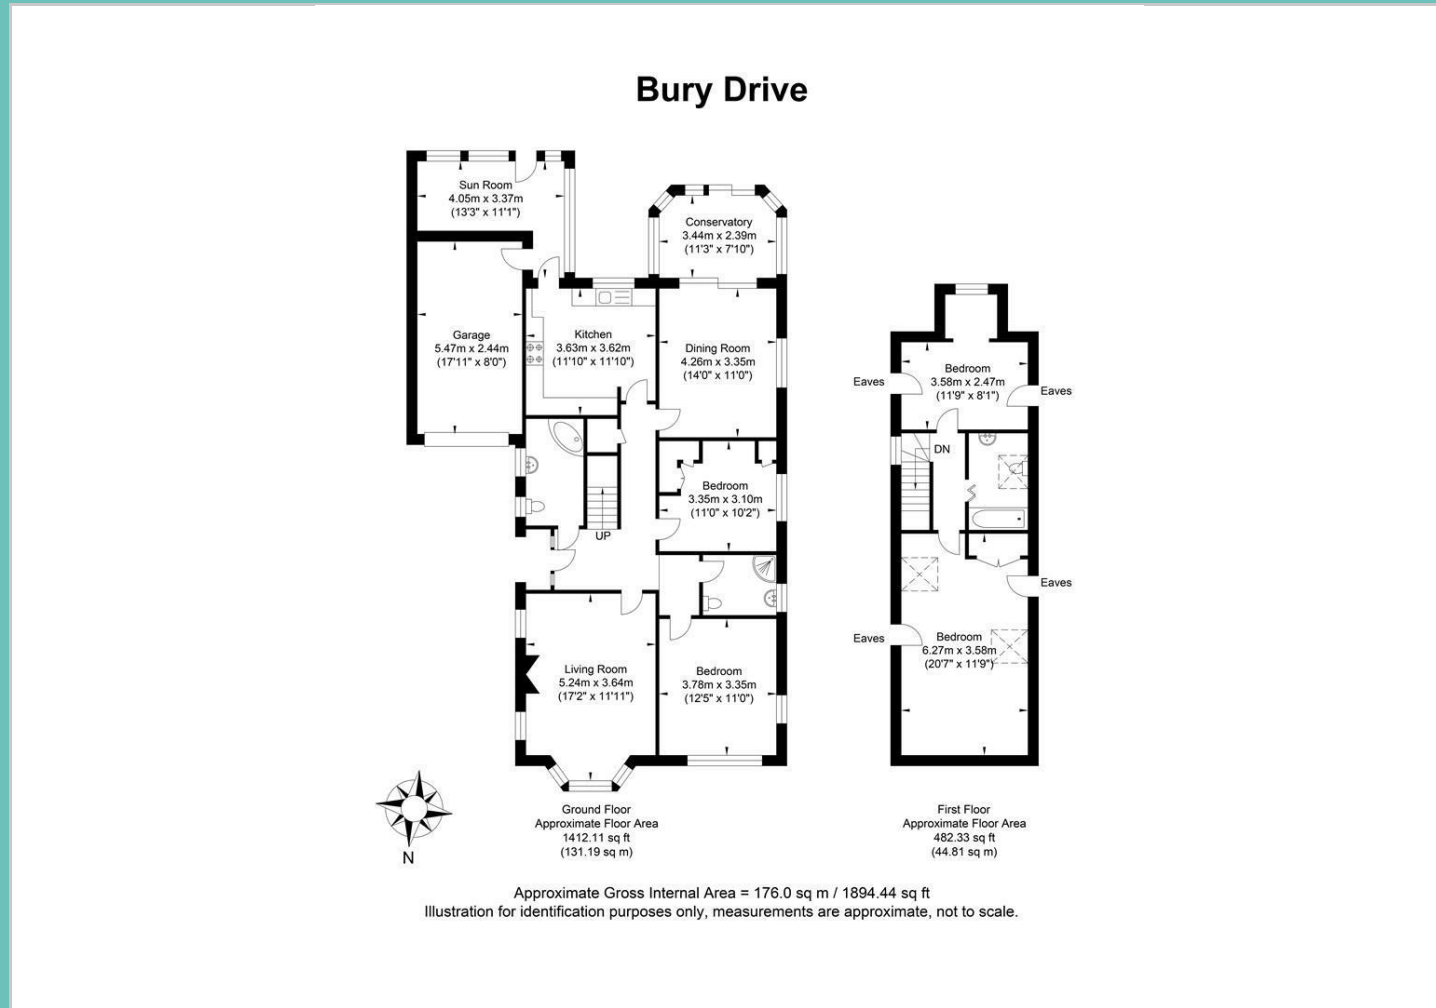 Bury Drive
Sun Room
4.05m x 3.37m
(13'3" x 11'1")
Conservatory
3.44m x 2.39m
(11'3" x 7'10")
Garage
5.47m x 2.44m
(17'11" x 8'0")
Kitchen
3.63m x 3.62m
(11'10" x 11'10")
Dining Room
4.26m x 3.35m
(14'0" x 11'0")
Bedroom
3.35m x 3.10m
(11'0" x 10'2")
UP
Living Room
5.24m x 3.64m
(17'2" x 11'11")
Bedroom
3.78m x 3.35m
(12'5" x 11'0")
Eaves
Bedroom
3.58m x 2.47m
(11'9" x 8'1")
Eaves
DN
Eaves
Eaves
Bedroom
6.27m x 3.58m
(20'7" x 11'9")
N
Ground Floor
Approximate Floor Area
1412.11 sq ft
(131.19 sq m)
First Floor
Approximate Floor Area
482.33 sq ft
(44.81 sq m)
Approximate Gross Internal Area = 176.0 sq m / 1894.44 sq ft
Illustration for identification purposes only, measurements are approximate, not to scale.